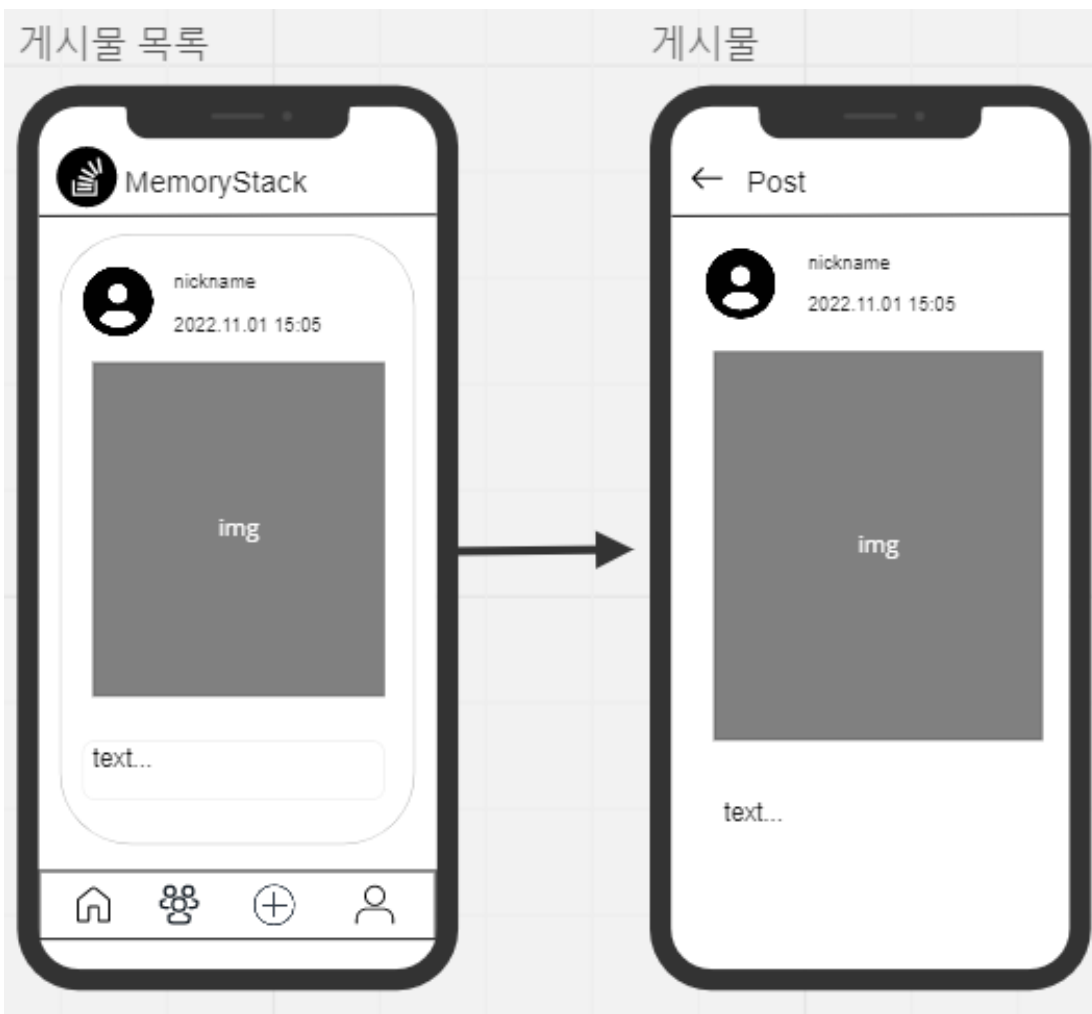 게시물 목록
MemoryStack
nickname
2022.11.01 15:05
img
text...
게시물
Post
nickname
2022.11.01 15:05
img
text...